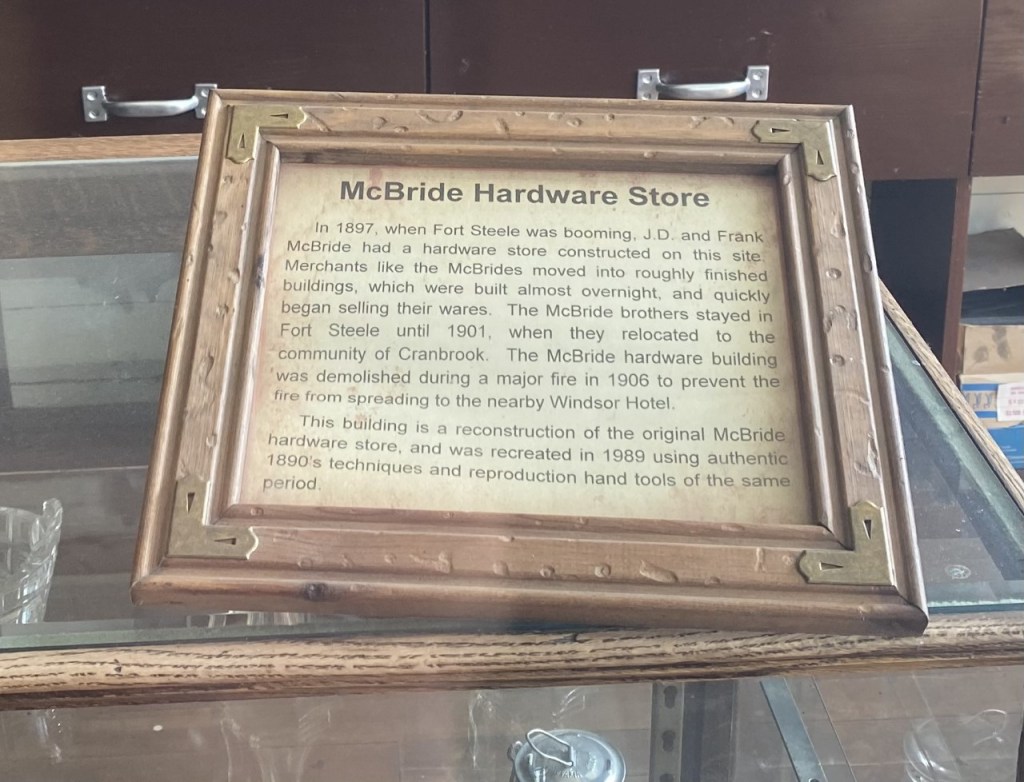 McBride Hardware Store
In 1897, when Fort Steele was booming, J.D. and Frank
McBride had a hardware store constructed on this site.
Merchants like the McBrides moved into roughly finished
buildings, which were built almost overnight, and quickly
began selling their wares. The McBride brothers stayed in
Fort Steele until 1901, when they relocated to the
community of Cranbrook. The McBride hardware building
was demolished during a major fire in 1906 to prevent the
fire from spreading to the nearby Windsor Hotel.
This building is a reconstruction of the original McBride
hardware store, and was recreated in 1989 using authentic
1890's techniques and reproduction hand tools of the same
period.